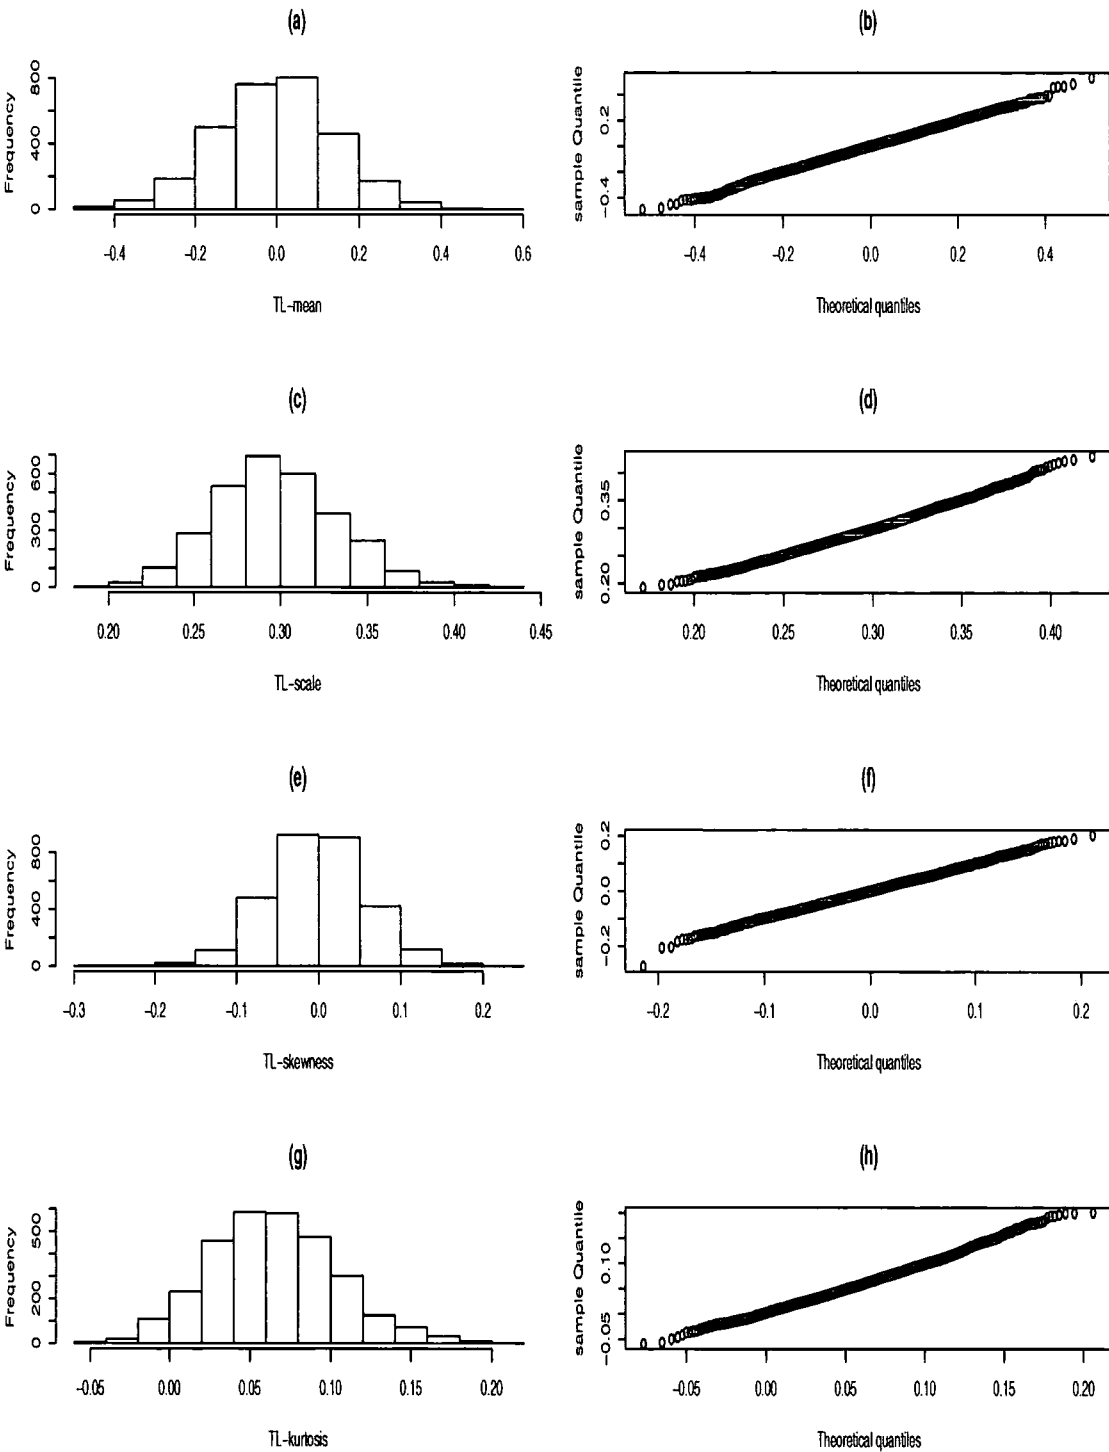 (a)
Frequency
0 400 800
-0.4 -0.2 0.0 0.2 0.4 0.6
TL-mean
(b)
sample Quantile
-0.4 0.2
-0.4 -0.2 0.0 0.2 0.4
Theoretical quantiles
(c)
Frequency
0 300 600
0.20 0.25 0.30 0.35 0.40 0.45
TL-scale
(d)
sample Quantile
0.20 0.35
0.20 0.25 0.30 0.35 0.40
Theoretical quantiles
(e)
Frequency
0 400 800
-0.3 -0.2 -0.1 0.0 0.1 0.2
TL-skewness
(f)
sample Quantile
-0.2 0.0 0.2
-0.2 -0.1 0.0 0.1 0.2
Theoretical quantiles
(g)
Frequency
0 200 500
-0.05 0.00 0.05 0.10 0.15 0.20
TL-kurtosis
(h)
sample Quantile
-0.05 0.10
-0.05 0.00 0.05 0.10 0.15 0.20
Theoretical quantiles